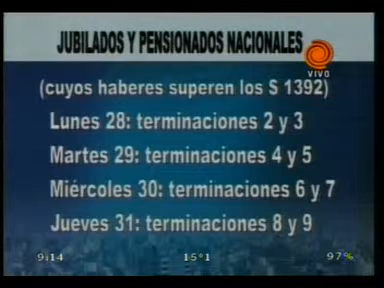 JUBILADOS Y PENSIONADOS NACIONALES
VIVO
(cuyos haberes superen los $ 1392)
Lunes 28: terminaciones 2 y 3
Martes 29: terminaciones 4 y 5
Miércoles 30: terminaciones 6 y 7
Jueves 31: terminaciones 8 y 9
9:14 15°1 97%